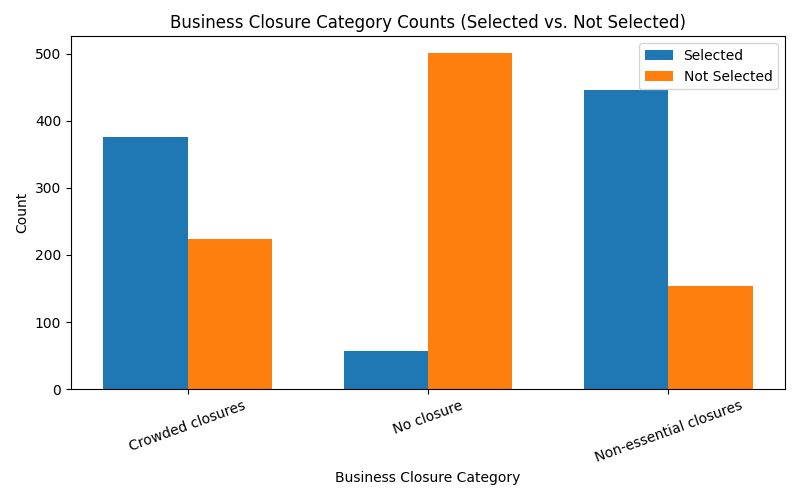 Business Closure Category Counts (Selected vs. Not Selected)
Selected
Not Selected
500
400
300
200
100
0
Count
Crowded closures
No closure
Non-essential closures
Business Closure Category